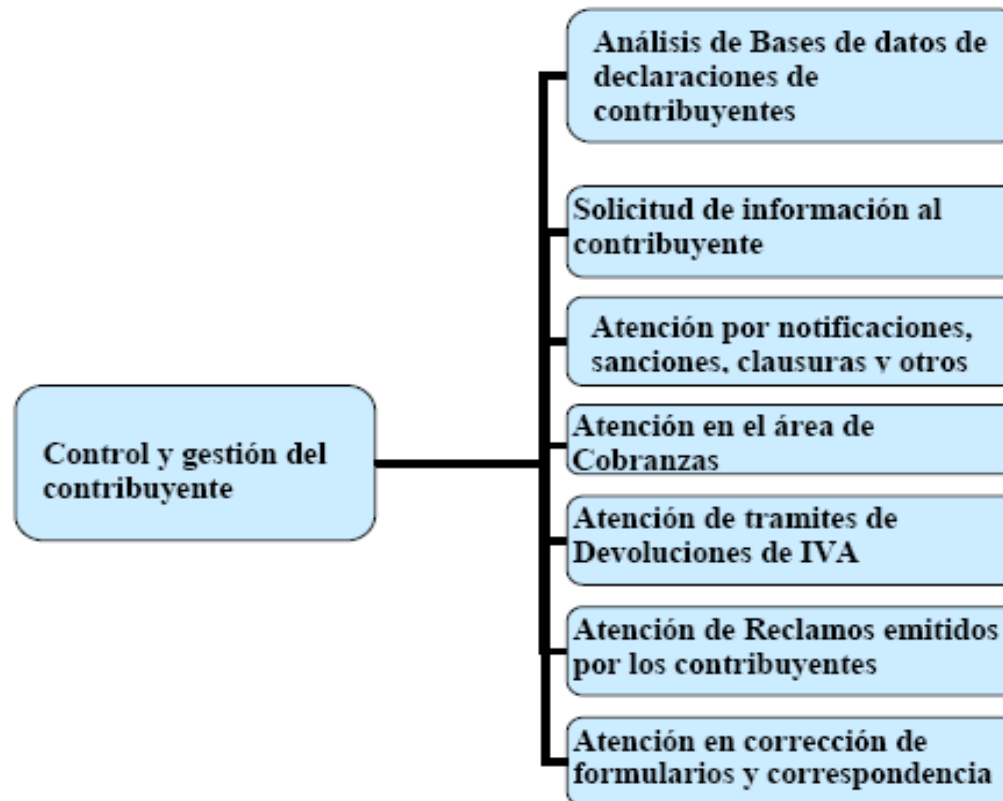 Análisis de Bases de datos de
declaraciones de
contribuyentes
Solicitud de información al
contribuyente
Atención por notificaciones,
sanciones, clausuras y otros
Control y gestión del
contribuyente
Atención en el área de
Cobranzas
Atención de tramites de
Devoluciones de IVA
Atención de Reclamos emitidos
por los contribuyentes
Atención en corrección de
formularios y correspondencia